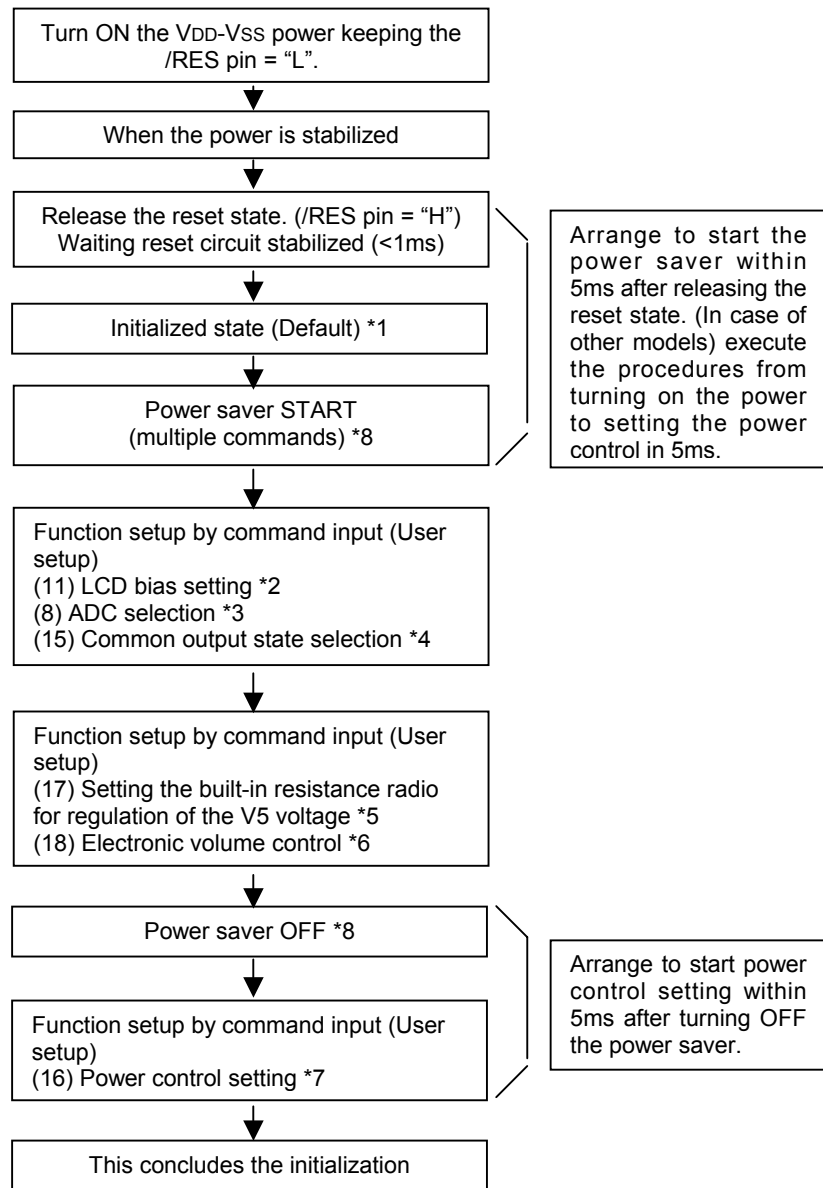 Turn ON the VDD-VSS power keeping the
/RES pin = “L”.
When the power is stabilized
Release the reset state. (/RES pin = “H”)
Waiting reset circuit stabilized (<1ms)
Initialized state (Default) *1
Power saver START
(multiple commands) *8
Arrange to start the
power saver within
5ms after releasing the
reset state. (In case of
other models) execute
the procedures from
turning on the power
to setting the power
control in 5ms.
Function setup by command input (User
setup)
(11) LCD bias setting *2
(8) ADC selection *3
(15) Common output state selection *4
Function setup by command input (User
setup)
(17) Setting the built-in resistance radio
for regulation of the V5 voltage *5
(18) Electronic volume control *6
Power saver OFF *8
Function setup by command input (User
setup)
(16) Power control setting *7
Arrange to start power
control setting within
5ms after turning OFF
the power saver.
This concludes the initialization